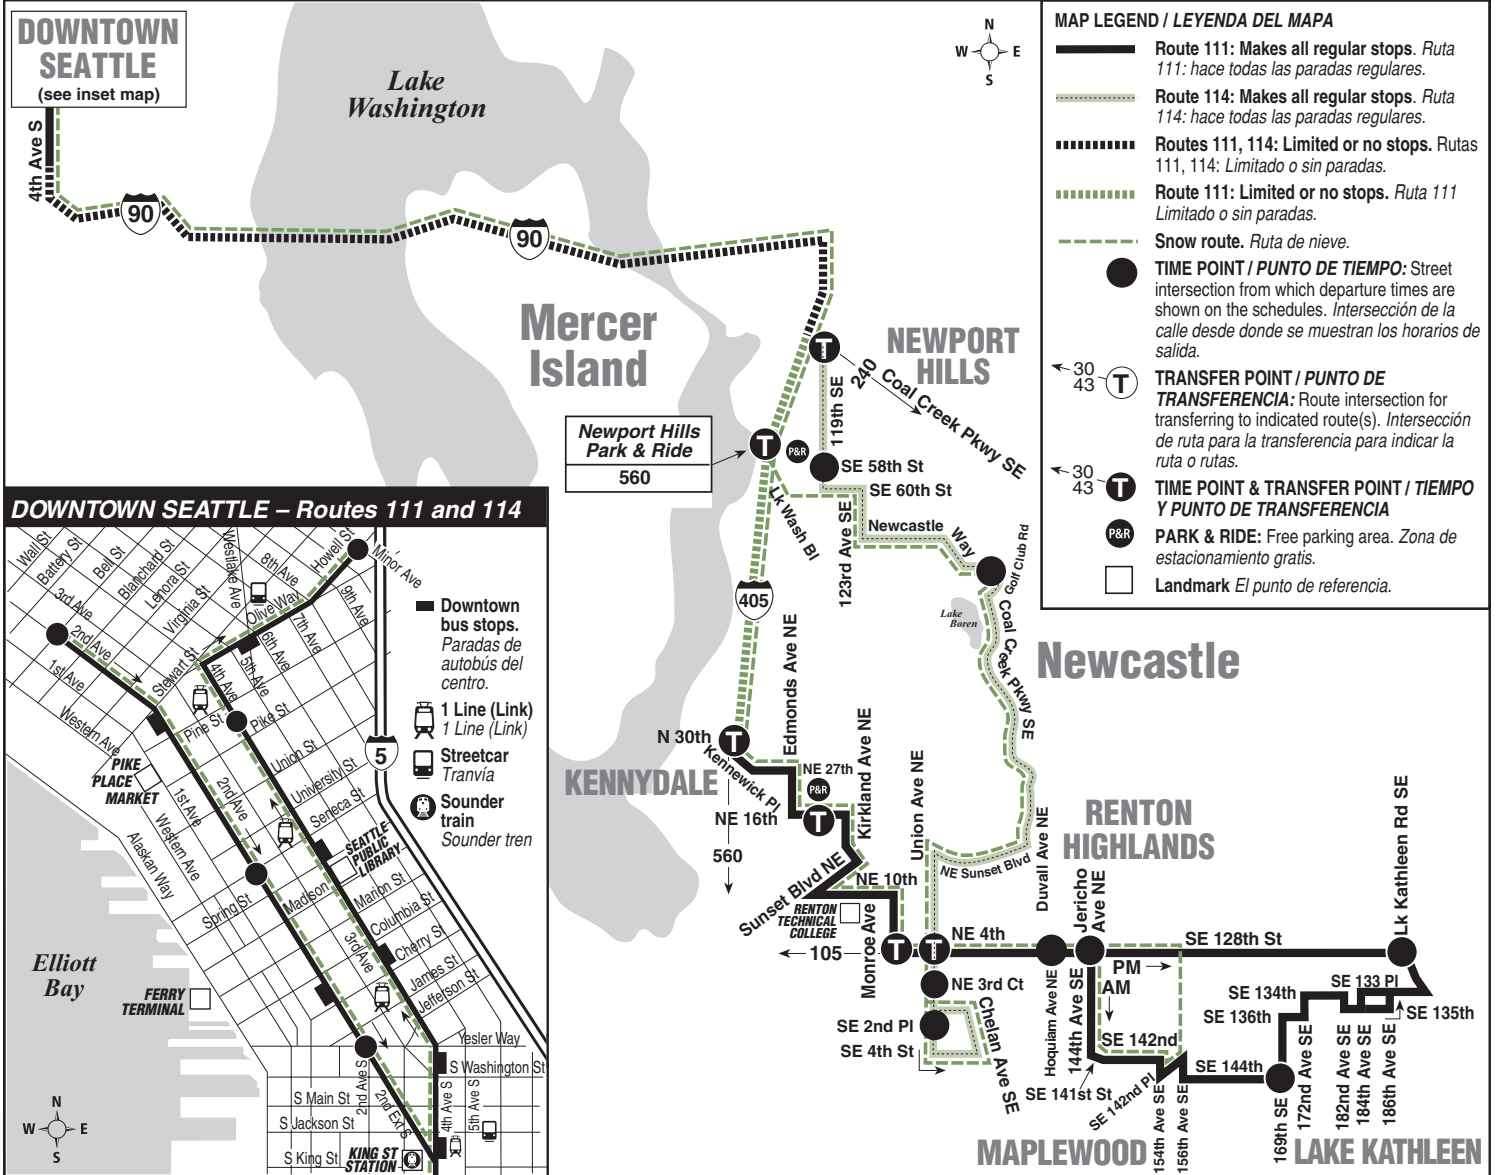 DOWNTOWN
SEATTLE
(see inset map)
4th Ave S
90
Lake
Washington
90
N
W
E
S
Mercer
Island
NEWPORT
HILLS
T
240
Coal Creek Pkwy SE
119th SE
Newport Hills
Park & Ride
560
T
P&R
SE 58th St
SE 60th St
Lk Wash Bl
123rd Ave SE
Newcastle
Way
Golf Club Rd
Lake
Boren
Coal Creek Pkwy SE
Newcastle
405
Edmonds Ave NE
N 30th
T
KENNYDALE
Kennewick Pl
NE 27th
P&R
Kirkland Ave NE
NE 16th
T
560
Union Ave NE
Sunset Blvd NE
NE 10th
NE Sunset Blvd
Duvall Ave NE
RENTON
HIGHLANDS
RENTON
TECHNICAL
COLLEGE
Monroe Ave
105
T
T
NE 4th
Jericho
Ave NE
SE 128th St
Lk Kathleen Rd SE
PM
AM
NE 3rd Ct
SE 2nd Pl
SE 4th St
Chelan Ave SE
Hoquiam Ave NE
144th Ave SE
SE 142nd
SE 141st St
SE 142nd Pl
154th Ave SE
156th Ave SE
SE 144th
SE 134th
SE 136th
SE 133 Pl
SE 135th
169th SE
172nd Ave SE
182nd Ave SE
184th Ave SE
186th Ave SE
MAPLEWOOD
LAKE KATHLEEN
MAP LEGEND / LEYENDA DEL MAPA
Route 111: Makes all regular stops. Ruta
111: hace todas las paradas regulares.
Route 114: Makes all regular stops. Ruta
114: hace todas las paradas regulares.
Routes 111, 114: Limited or no stops. Rutas
111, 114: Limitado o sin paradas.
Route 111: Limited or no stops. Ruta 111
Limitado o sin paradas.
Snow route. Ruta de nieve.
TIME POINT / PUNTO DE TIEMPO: Street
intersection from which departure times are
shown on the schedules. Intersección de la
calle desde donde se muestran los horarios de
salida.
30
43
T
TRANSFER POINT / PUNTO DE
TRANSFERENCIA: Route intersection for
transferring to indicated route(s). Intersección
de ruta para la transferencia para indicar la
ruta o rutas.
30
43
T
TIME POINT & TRANSFER POINT / TIEMPO
Y PUNTO DE TRANSFERENCIA
P&R
PARK & RIDE: Free parking area. Zona de
estacionamiento gratis.
Landmark El punto de referencia.
DOWNTOWN SEATTLE – Routes 111 and 114
Wall St
Battery St
Bell St
Blanchard St
Lenora St
Virginia St
Westlake Ave
8th Ave
Howell St
Minor Ave
9th Ave
3rd Ave
2nd Ave
1st Ave
Western Ave
Stewart St
Olive Way
7th Ave
6th Ave
5th Ave
4th Ave
Pine St
Pike St
Union St
University St
Seneca St
5
PIKE
PLACE
MARKET
1st Ave
2nd Ave
Western Ave
Alaskan Way
SEATTLE
PUBLIC
LIBRARY
Spring St
Madison
Marion St
Columbia St
Cherry St
James St
Jefferson St
3rd Ave
Yesler Way
S Washington St
S Main St
S Jackson St
S King St
2nd Ave S
2nd Ext S
4th Ave S
5th Ave S
KING ST
STATION
Elliott
Bay
FERRY
TERMINAL
N
W
E
S
Downtown
bus stops.
Paradas de
autobús del
centro.
1 Line (Link)
1 Line (Link)
Streetcar
Tranvía
Sounder
train
Sounder tren